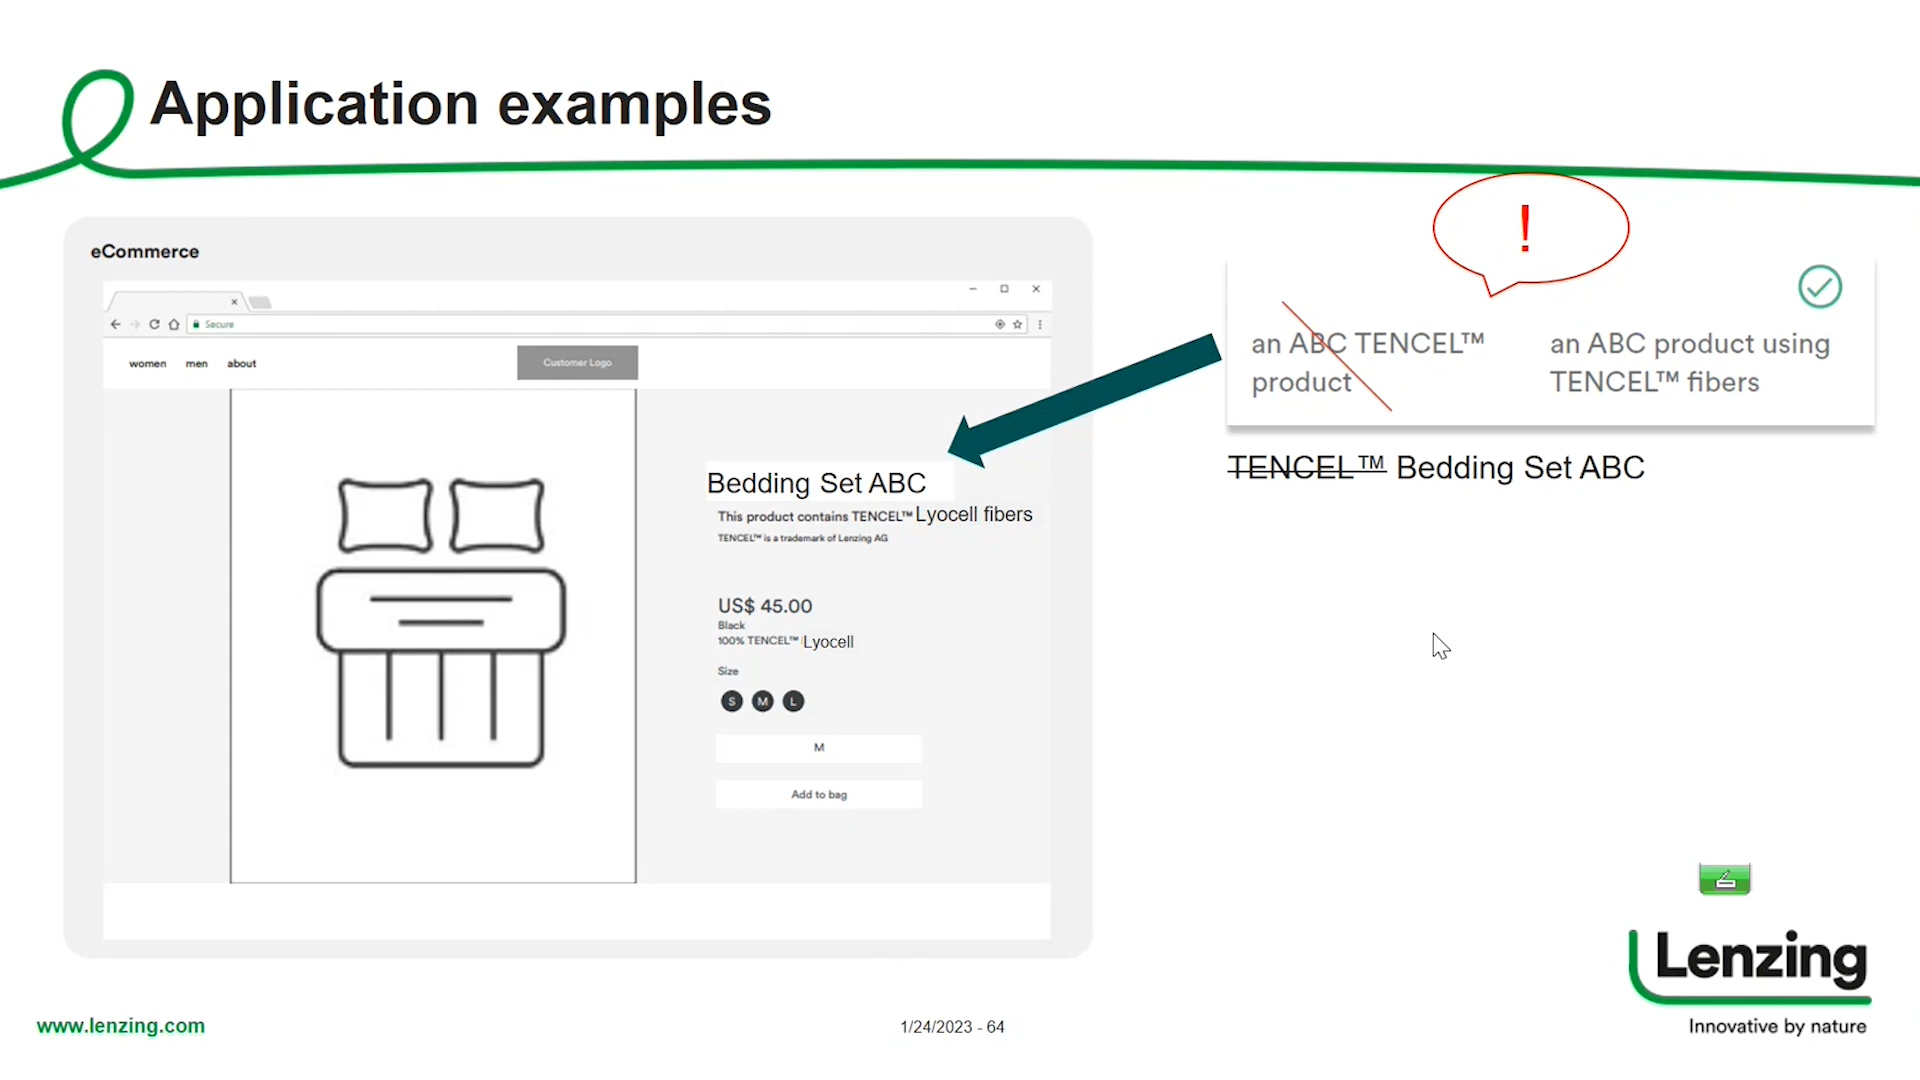 Application examples
eCommerce
Secure
women men about
Customer Logo
Bedding Set ABC
This product contains TENCEL™ Lyocell fibers
TENCEL™ is a trademark of Lenzing AG
US$ 45.00
Black
100% TENCEL™ Lyocell
Size
S M L
M
Add to bag
!
an ABC TENCEL™
product
an ABC product using
TENCEL™ fibers
TENCEL™ Bedding Set ABC
Lenzing
Innovative by nature
www.lenzing.com
1/24/2023 - 64